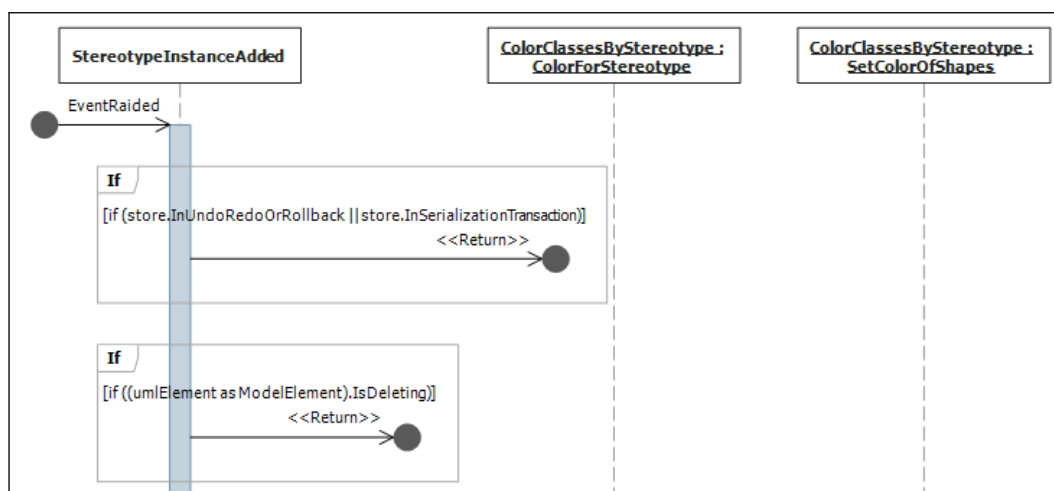 StereotypeInstanceAdded
ColorClassesByStereotype :
ColorForStereotype
ColorClassesByStereotype :
SetColorOfShapes
EventRaided
If
[if (store.InUndoRedoOrRollback || store.InSerializationTransaction)]
<<Return>>
If
[if ((umlElement as ModelElement).IsDeleting)]
<<Return>>